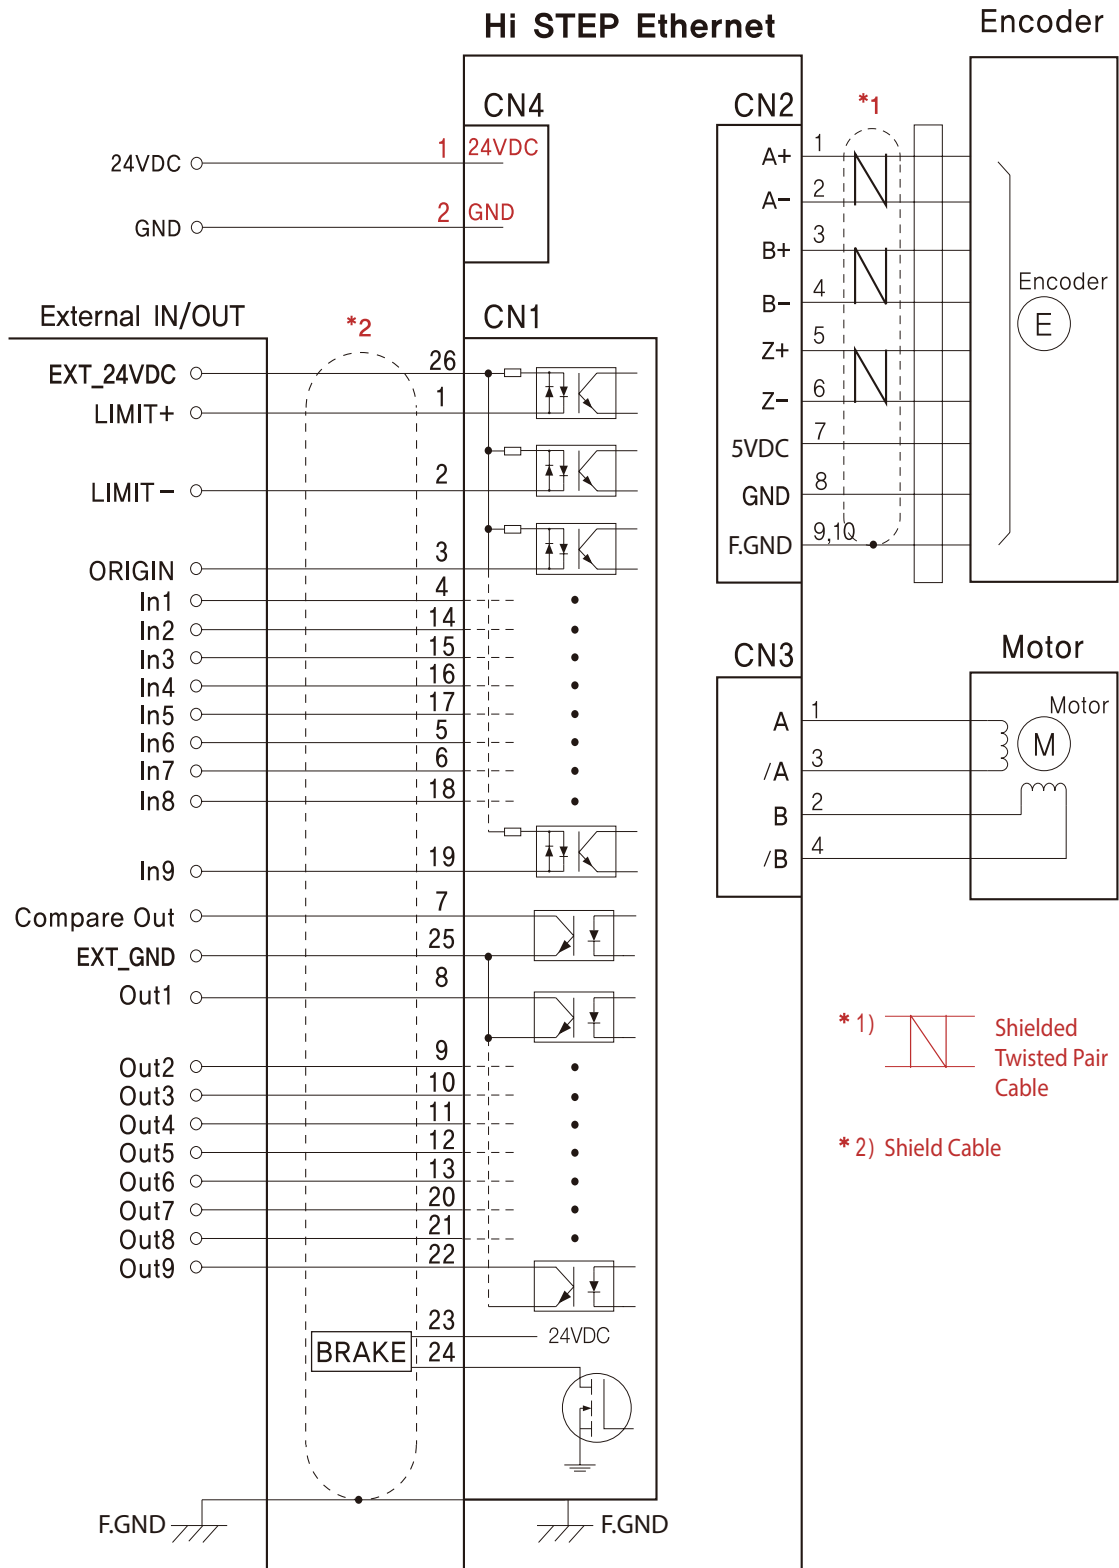 Hi STEP Ethernet
Encoder
CN4
24VDC
1 24VDC
GND
2 GND
CN2
*1
A+ 1
A− 2
B+ 3
B− 4
Z+ 5
Z− 6
5VDC 7
GND 8
F.GND 9,10
Encoder
E
External IN/OUT
*2
CN1
EXT_24VDC 26
LIMIT+ 1
LIMIT− 2
ORIGIN 3
In1 4
In2 14
In3 15
In4 16
In5 17
In6 5
In7 6
In8 18
In9 19
Compare Out 7
EXT_GND 25
Out1 8
Out2 9
Out3 10
Out4 11
Out5 12
Out6 13
Out7 20
Out8 21
Out9 22
BRAKE
23
24VDC
24
F.GND
F.GND
CN3
Motor
A 1
/A 3
B 2
/B 4
Motor
M
*1) Shielded
Twisted Pair
Cable
*2) Shield Cable